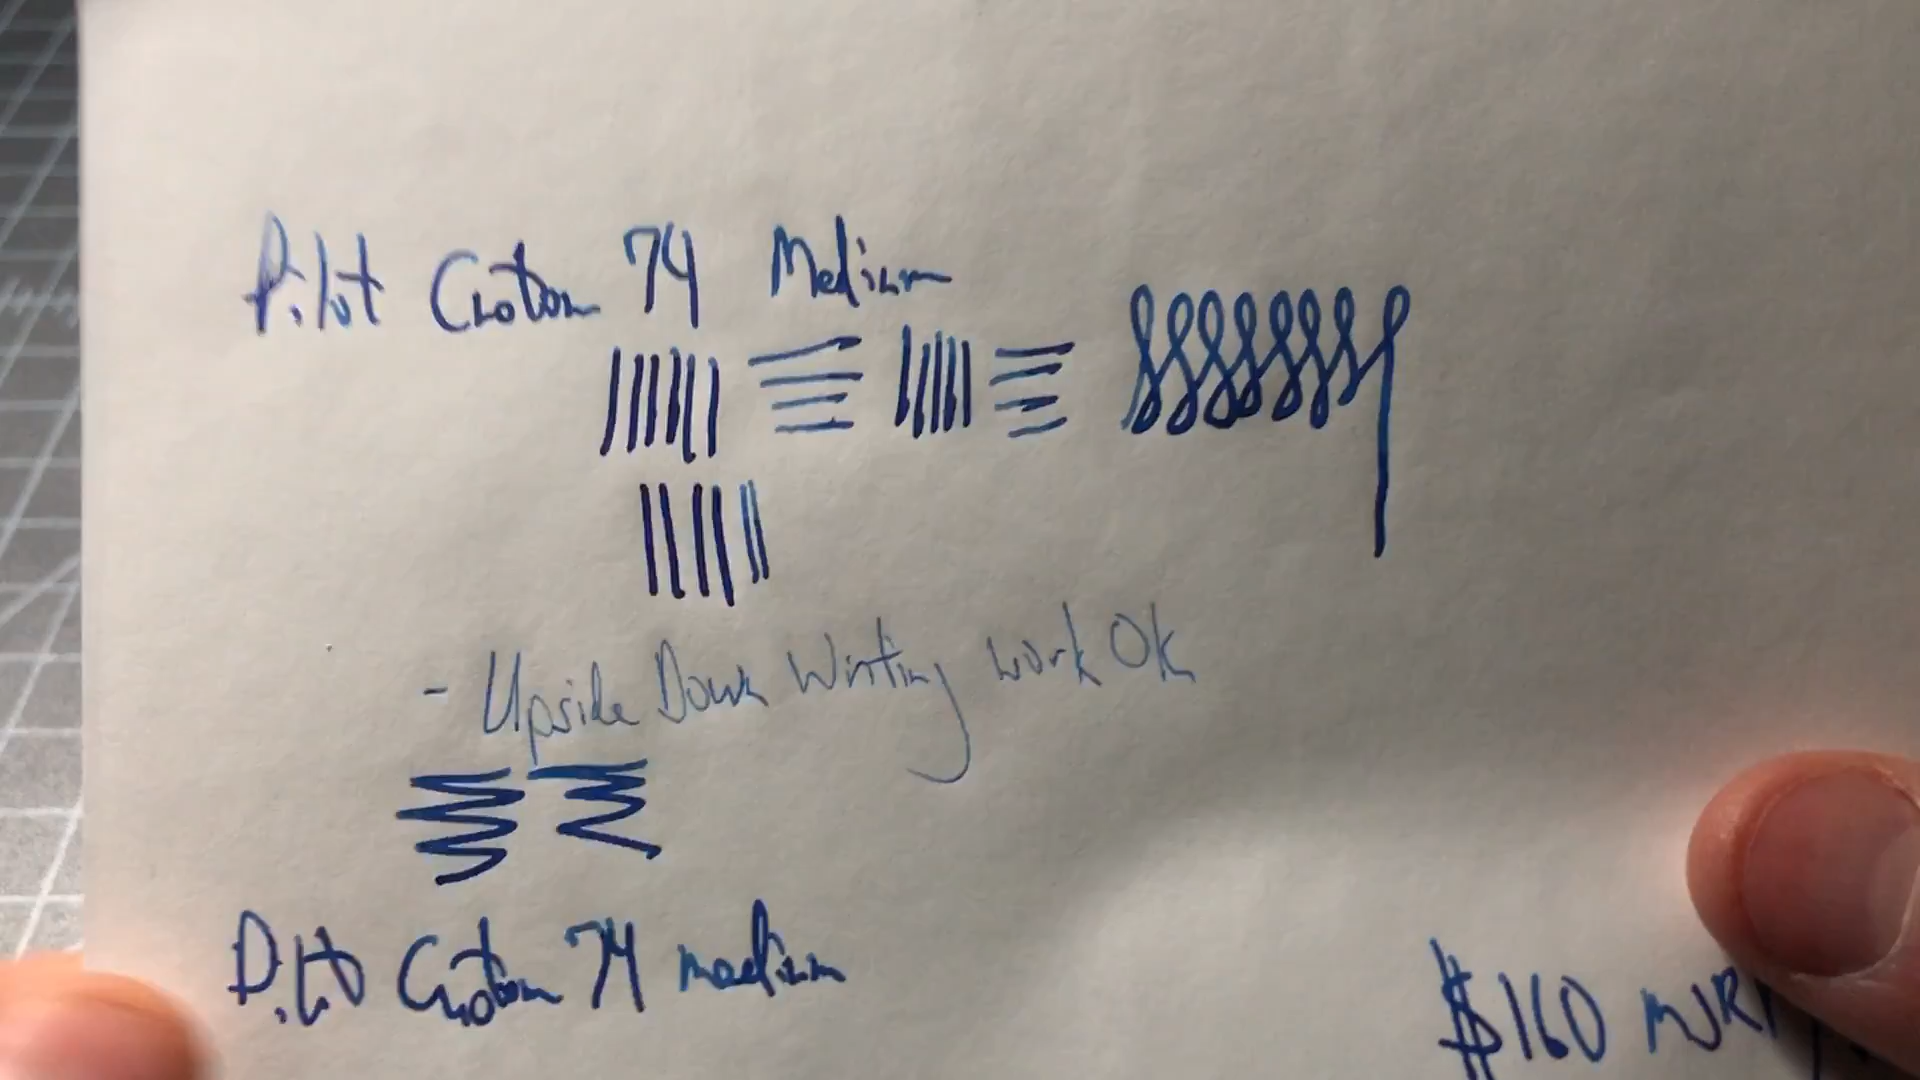 Pilot Custom 74 Medium
- Upside Down Writing work Ok
Pilot Custom 74 medium
$160